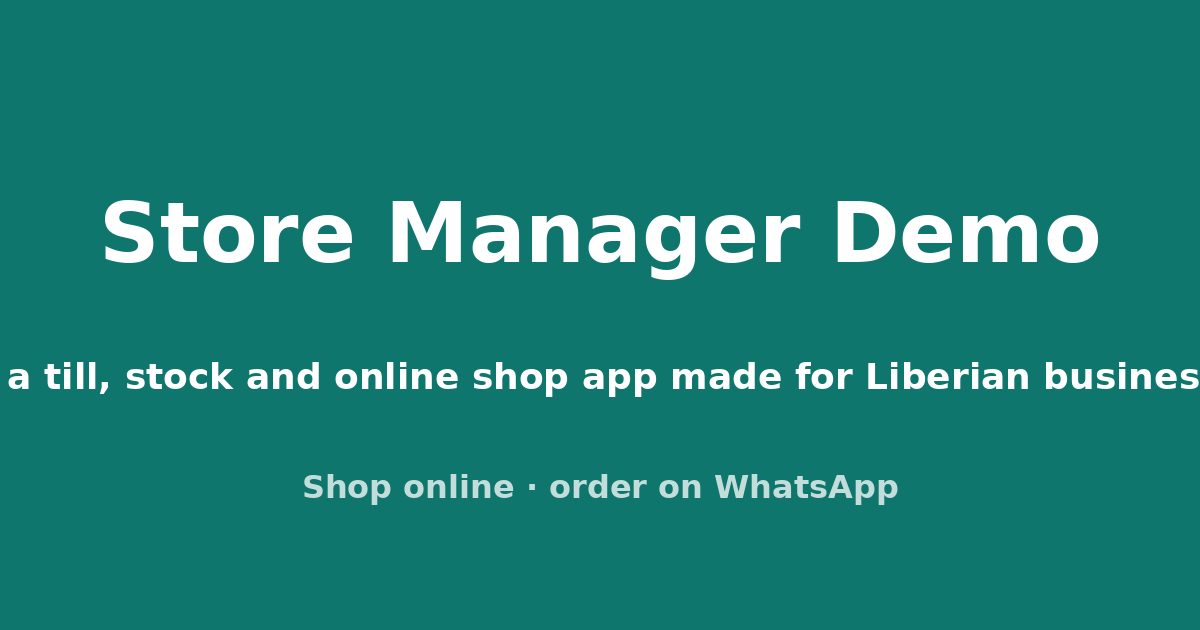 Store Manager Demo
a till, stock and online shop app made for Liberian busines
Shop online · order on WhatsApp